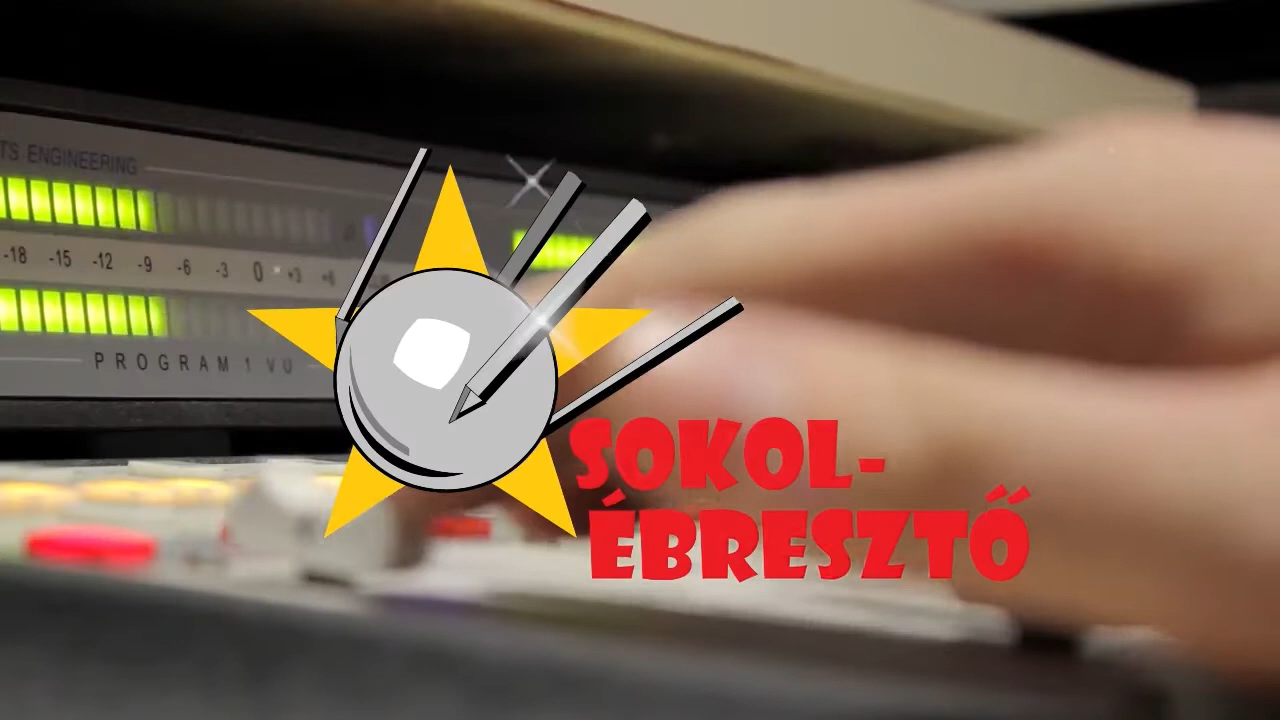 TS ENGINEERING
-18 -15 -12 -9 -6 -3 0 +3 +6
PROGRAM 1 VU
SOKOL-
ÉBRESZTŐ